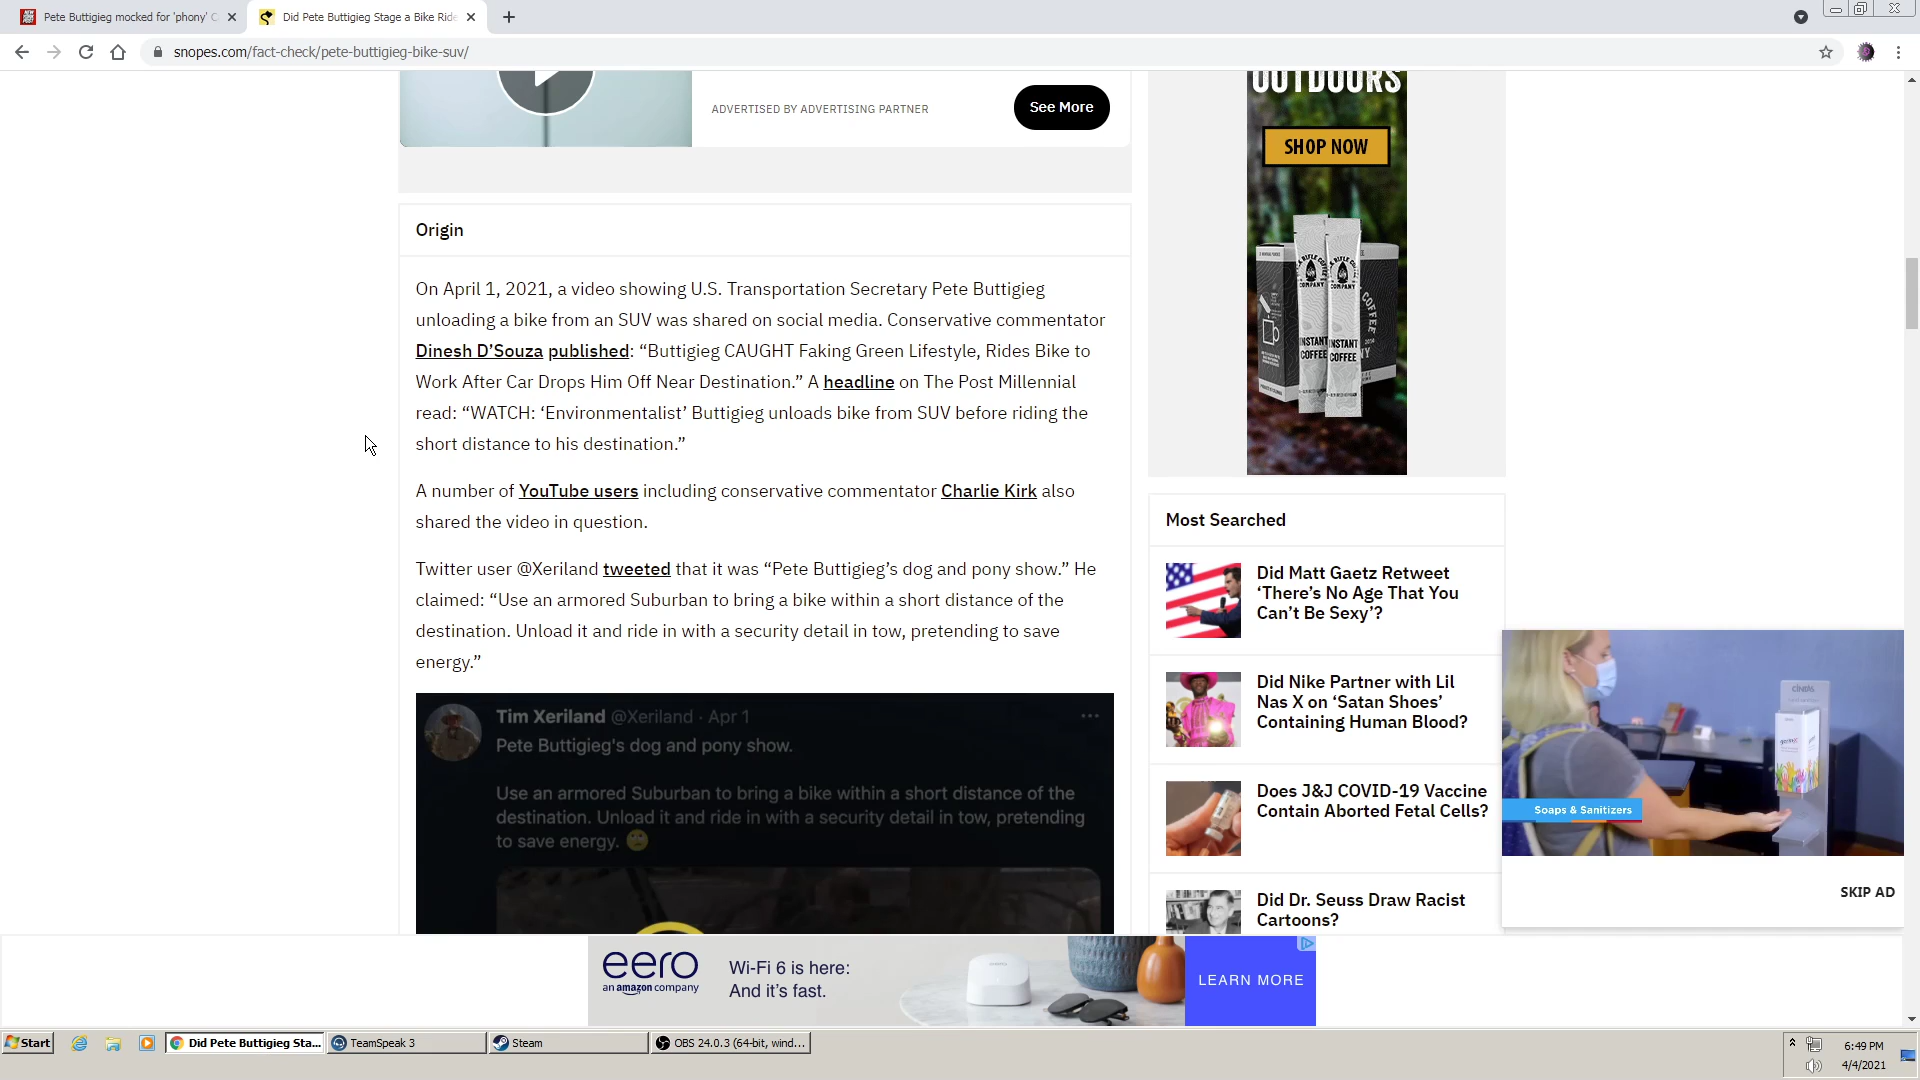 Pete Buttigieg mocked for 'phony' C
Did Pete Buttigieg Stage a Bike Ride
snopes.com/fact-check/pete-buttigieg-bike-suv/
ADVERTISED BY ADVERTISING PARTNER
See More
OUTDOORS
SHOP NOW
Origin
On April 1, 2021, a video showing U.S. Transportation Secretary Pete Buttigieg
unloading a bike from an SUV was shared on social media. Conservative commentator
Dinesh D’Souza published: “Buttigieg CAUGHT Faking Green Lifestyle, Rides Bike to
Work After Car Drops Him Off Near Destination.” A headline on The Post Millennial
read: “WATCH: ‘Environmentalist’ Buttigieg unloads bike from SUV before riding the
short distance to his destination.”
A number of YouTube users including conservative commentator Charlie Kirk also
shared the video in question.
Twitter user @Xeriland tweeted that it was “Pete Buttigieg’s dog and pony show.” He
claimed: “Use an armored Suburban to bring a bike within a short distance of the
destination. Unload it and ride in with a security detail in tow, pretending to save
energy.”
Tim Xeriland @Xeriland · Apr 1
Pete Buttigieg's dog and pony show.
Use an armored Suburban to bring a bike within a short distance of the
destination. Unload it and ride in with a security detail in tow, pretending
to save energy.
RIFLE COFFEE
COMPANY
INSTANT
COFFEE
INSTANT
COFFEE
COFFEE
Most Searched
Did Matt Gaetz Retweet
‘There’s No Age That You
Can’t Be Sexy’?
Did Nike Partner with Lil
Nas X on ‘Satan Shoes’
Containing Human Blood?
Does J&J COVID-19 Vaccine
Contain Aborted Fetal Cells?
Did Dr. Seuss Draw Racist
Cartoons?
CINTAS
Soaps & Sanitizers
SKIP AD
eero
an amazon company
Wi-Fi 6 is here:
And it's fast.
LEARN MORE
Start
Did Pete Buttigieg Sta...
TeamSpeak 3
Steam
OBS 24.0.3 (64-bit, wind...
6:49 PM
4/4/2021